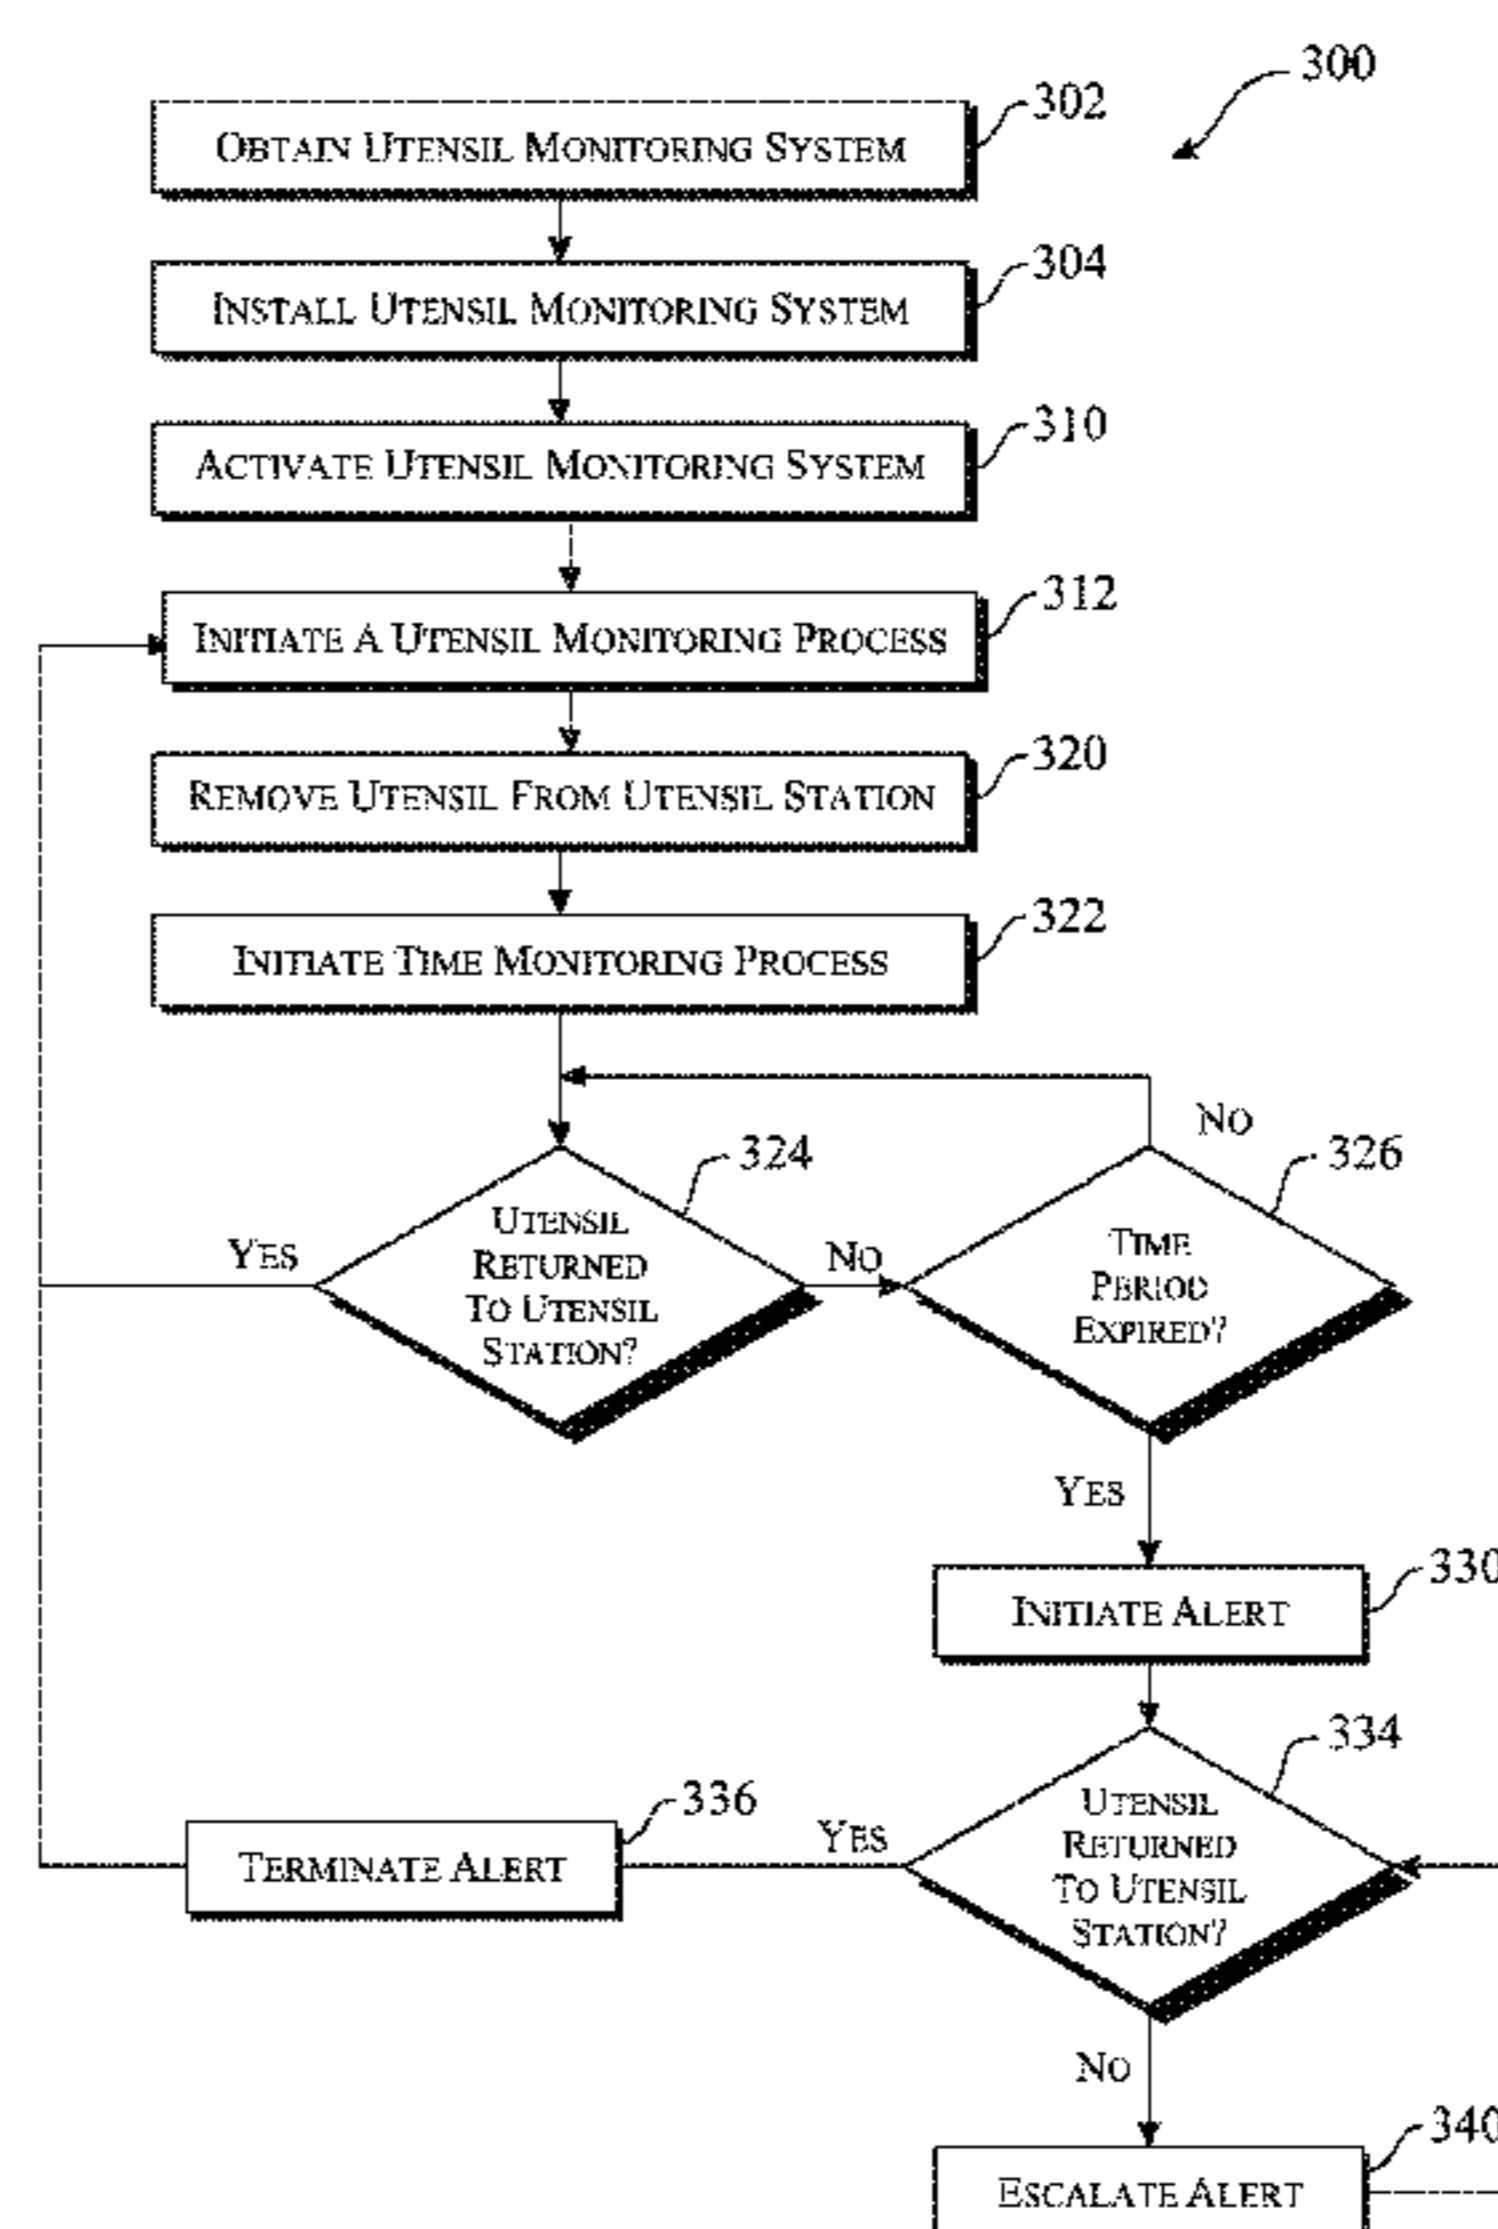 300
302
OBTAIN UTENSIL MONITORING SYSTEM
304
INSTALL UTENSIL MONITORING SYSTEM
310
ACTIVATE UTENSIL MONITORING SYSTEM
312
INITIATE A UTENSIL MONITORING PROCESS
320
REMOVE UTENSIL FROM UTENSIL STATION
322
INITIATE TIME MONITORING PROCESS
NO
324
326
YES
UTENSIL
RETURNED
TO UTENSIL
STATION?
NO
TIME
PERIOD
EXPIRED?
YES
330
INITIATE ALERT
334
336
TERMINATE ALERT
YES
UTENSIL
RETURNED
TO UTENSIL
STATION?
NO
340
ESCALATE ALERT